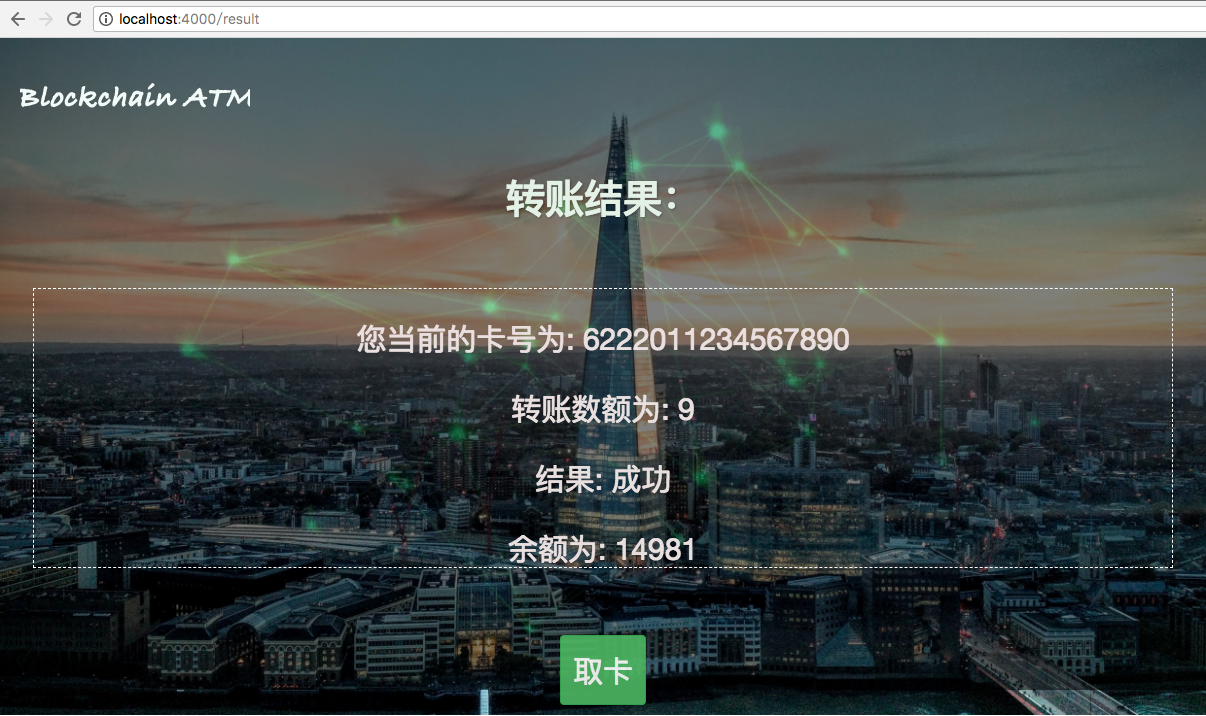 localhost:4000/result
Blockchain ATM
转账结果：
您当前的卡号为: 6222011234567890
转账数额为: 9
结果: 成功
余额为: 14981
取卡